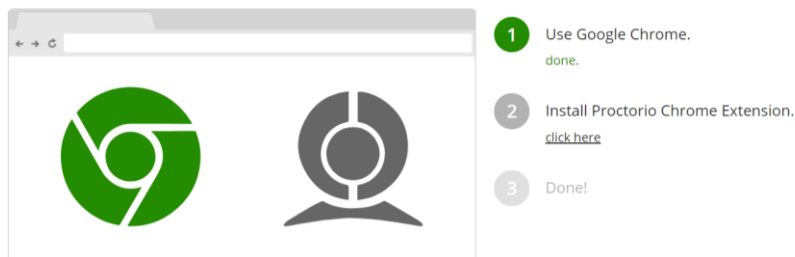 1 Use Google Chrome.
done.
2 Install Proctorio Chrome Extension.
click here
3 Done!